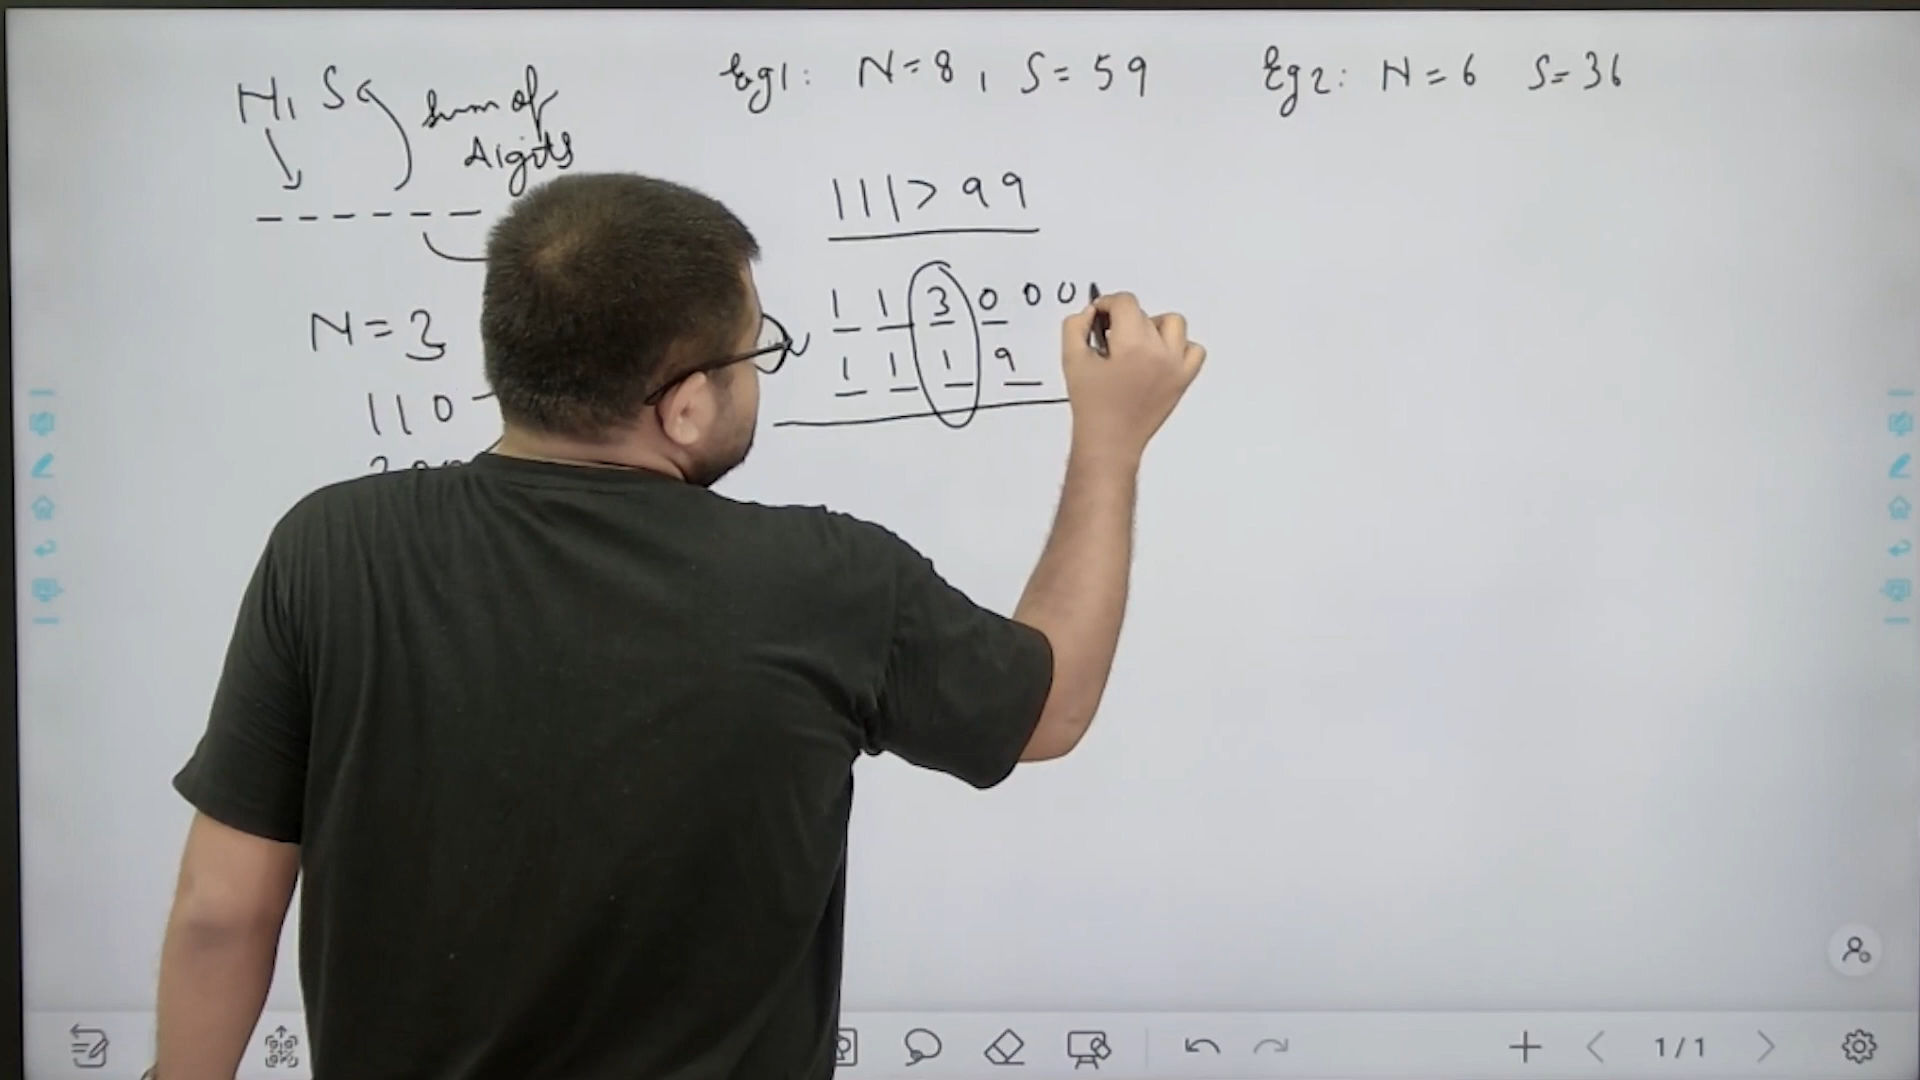 N, S
sum of
digits
N = 3
110
Eg1: N = 8, S = 59
Eg2: N = 6 S = 36
111 > 99
1 1 3 0 0 0
1 1 1 9
1/1